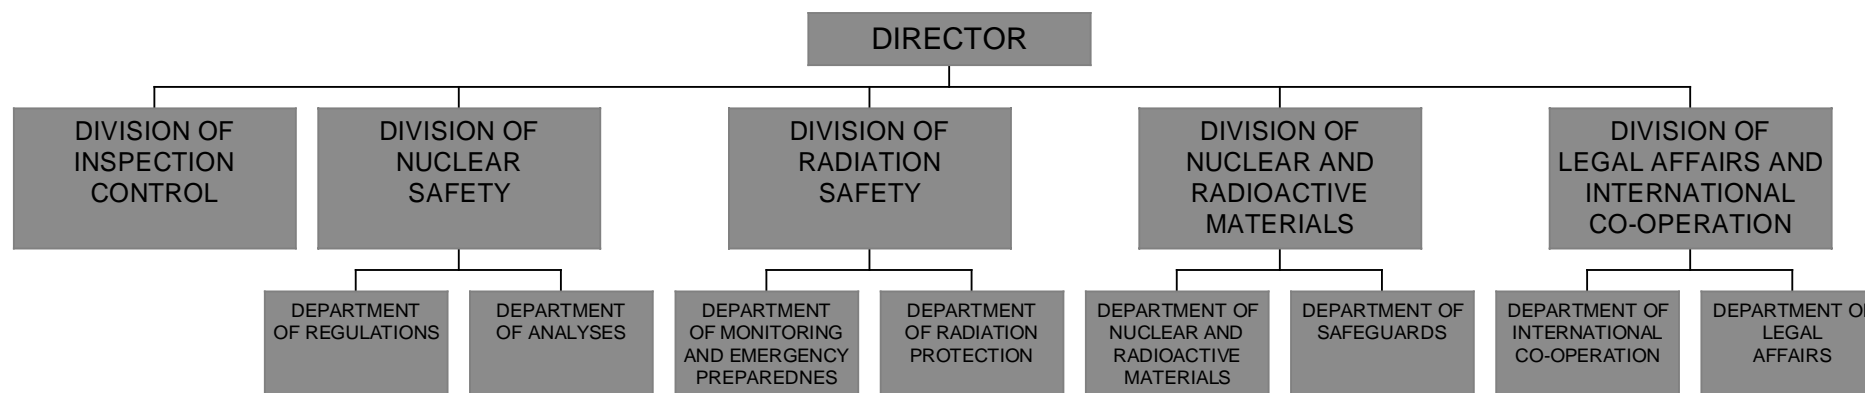 DIRECTOR
DIVISION OF
INSPECTION
CONTROL
DIVISION OF
NUCLEAR
SAFETY
DIVISION OF
RADIATION
SAFETY
DIVISION OF
NUCLEAR AND
RADIOACTIVE
MATERIALS
DIVISION OF
LEGAL AFFAIRS AND
INTERNATIONAL
CO-OPERATION
DEPARTMENT
OF REGULATIONS
DEPARTMENT
OF ANALYSES
DEPARTMENT
OF MONITORING
AND EMERGENCY
PREPAREDNES
DEPARTMENT
OF RADIATION
PROTECTION
DEPARTMENT OF
NUCLEAR AND
RADIOACTIVE
MATERIALS
DEPARTMENT OF
SAFEGUARDS
DEPARTMENT OF
INTERNATIONAL
CO-OPERATION
DEPARTMENT OF
LEGAL
AFFAIRS